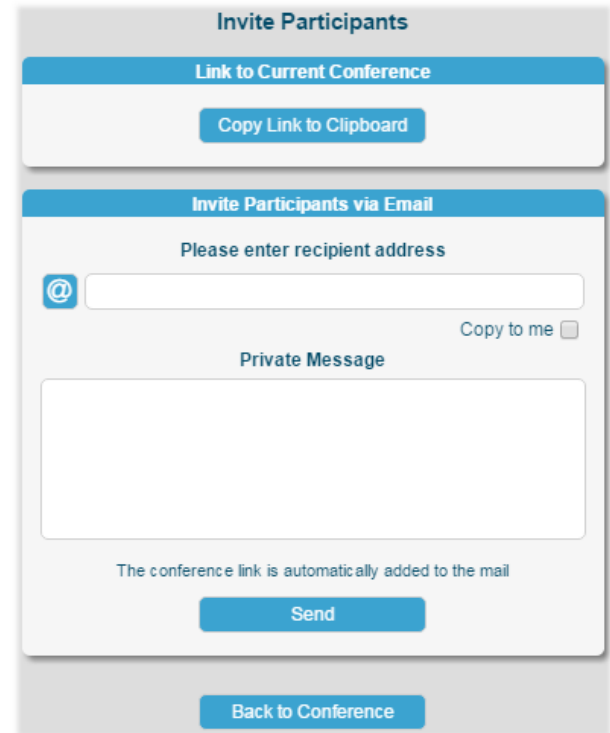 Invite Participants
Link to Current Conference
Copy Link to Clipboard
Invite Participants via Email
Please enter recipient address
@
Copy to me
Private Message
The conference link is automatically added to the mail
Send
Back to Conference